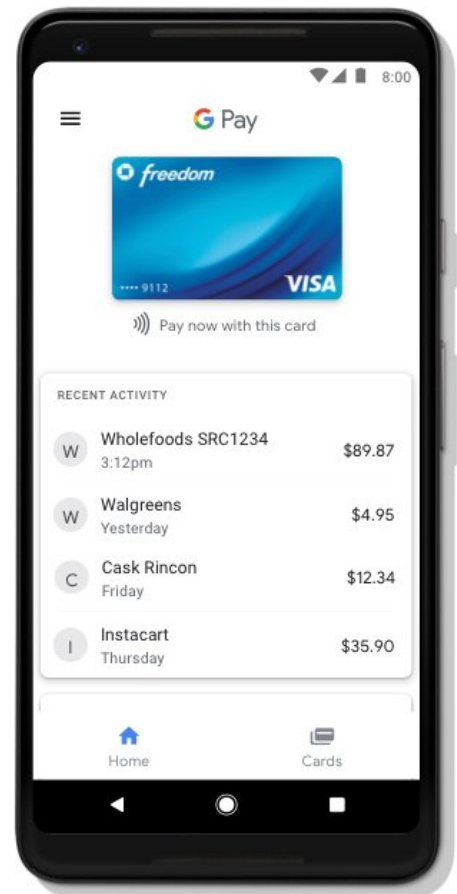 8:00
G Pay
freedom
•••• 9112
VISA
Pay now with this card
RECENT ACTIVITY
W
Wholefoods SRC1234
$89.87
3:12pm
W
Walgreens
$4.95
Yesterday
C
Cask Rincon
$12.34
Friday
I
Instacart
$35.90
Thursday
Home
Cards